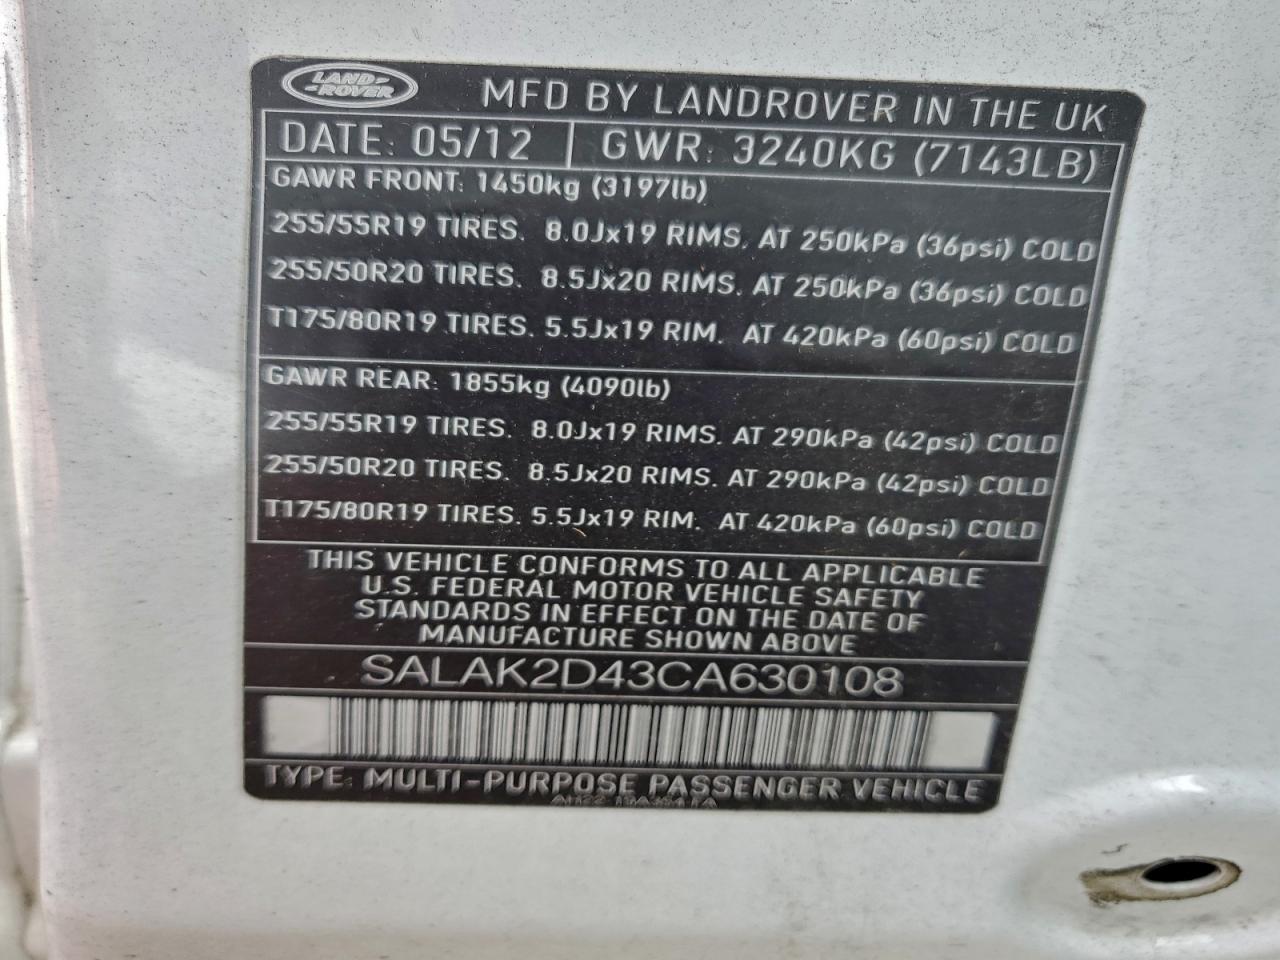 LAND-
-ROVER
MFD BY LANDROVER IN THE UK
DATE: 05/12 GWR: 3240KG (7143LB)
GAWR FRONT: 1450kg (3197lb)
255/55R19 TIRES. 8.0Jx19 RIMS. AT 250kPa (36psi) COLD
255/50R20 TIRES. 8.5Jx20 RIMS. AT 250kPa (36psi) COLD
T175/80R19 TIRES. 5.5Jx19 RIM. AT 420kPa (60psi) COLD
GAWR REAR: 1855kg (4090lb)
255/55R19 TIRES. 8.0Jx19 RIMS. AT 290kPa (42psi) COLD
255/50R20 TIRES. 8.5Jx20 RIMS. AT 290kPa (42psi) COLD
T175/80R19 TIRES. 5.5Jx19 RIM. AT 420kPa (60psi) COLD
THIS VEHICLE CONFORMS TO ALL APPLICABLE
U.S. FEDERAL MOTOR VEHICLE SAFETY
STANDARDS IN EFFECT ON THE DATE OF
MANUFACTURE SHOWN ABOVE
SALAK2D43CA630108
TYPE: MULTI-PURPOSE PASSENGER VEHICLE